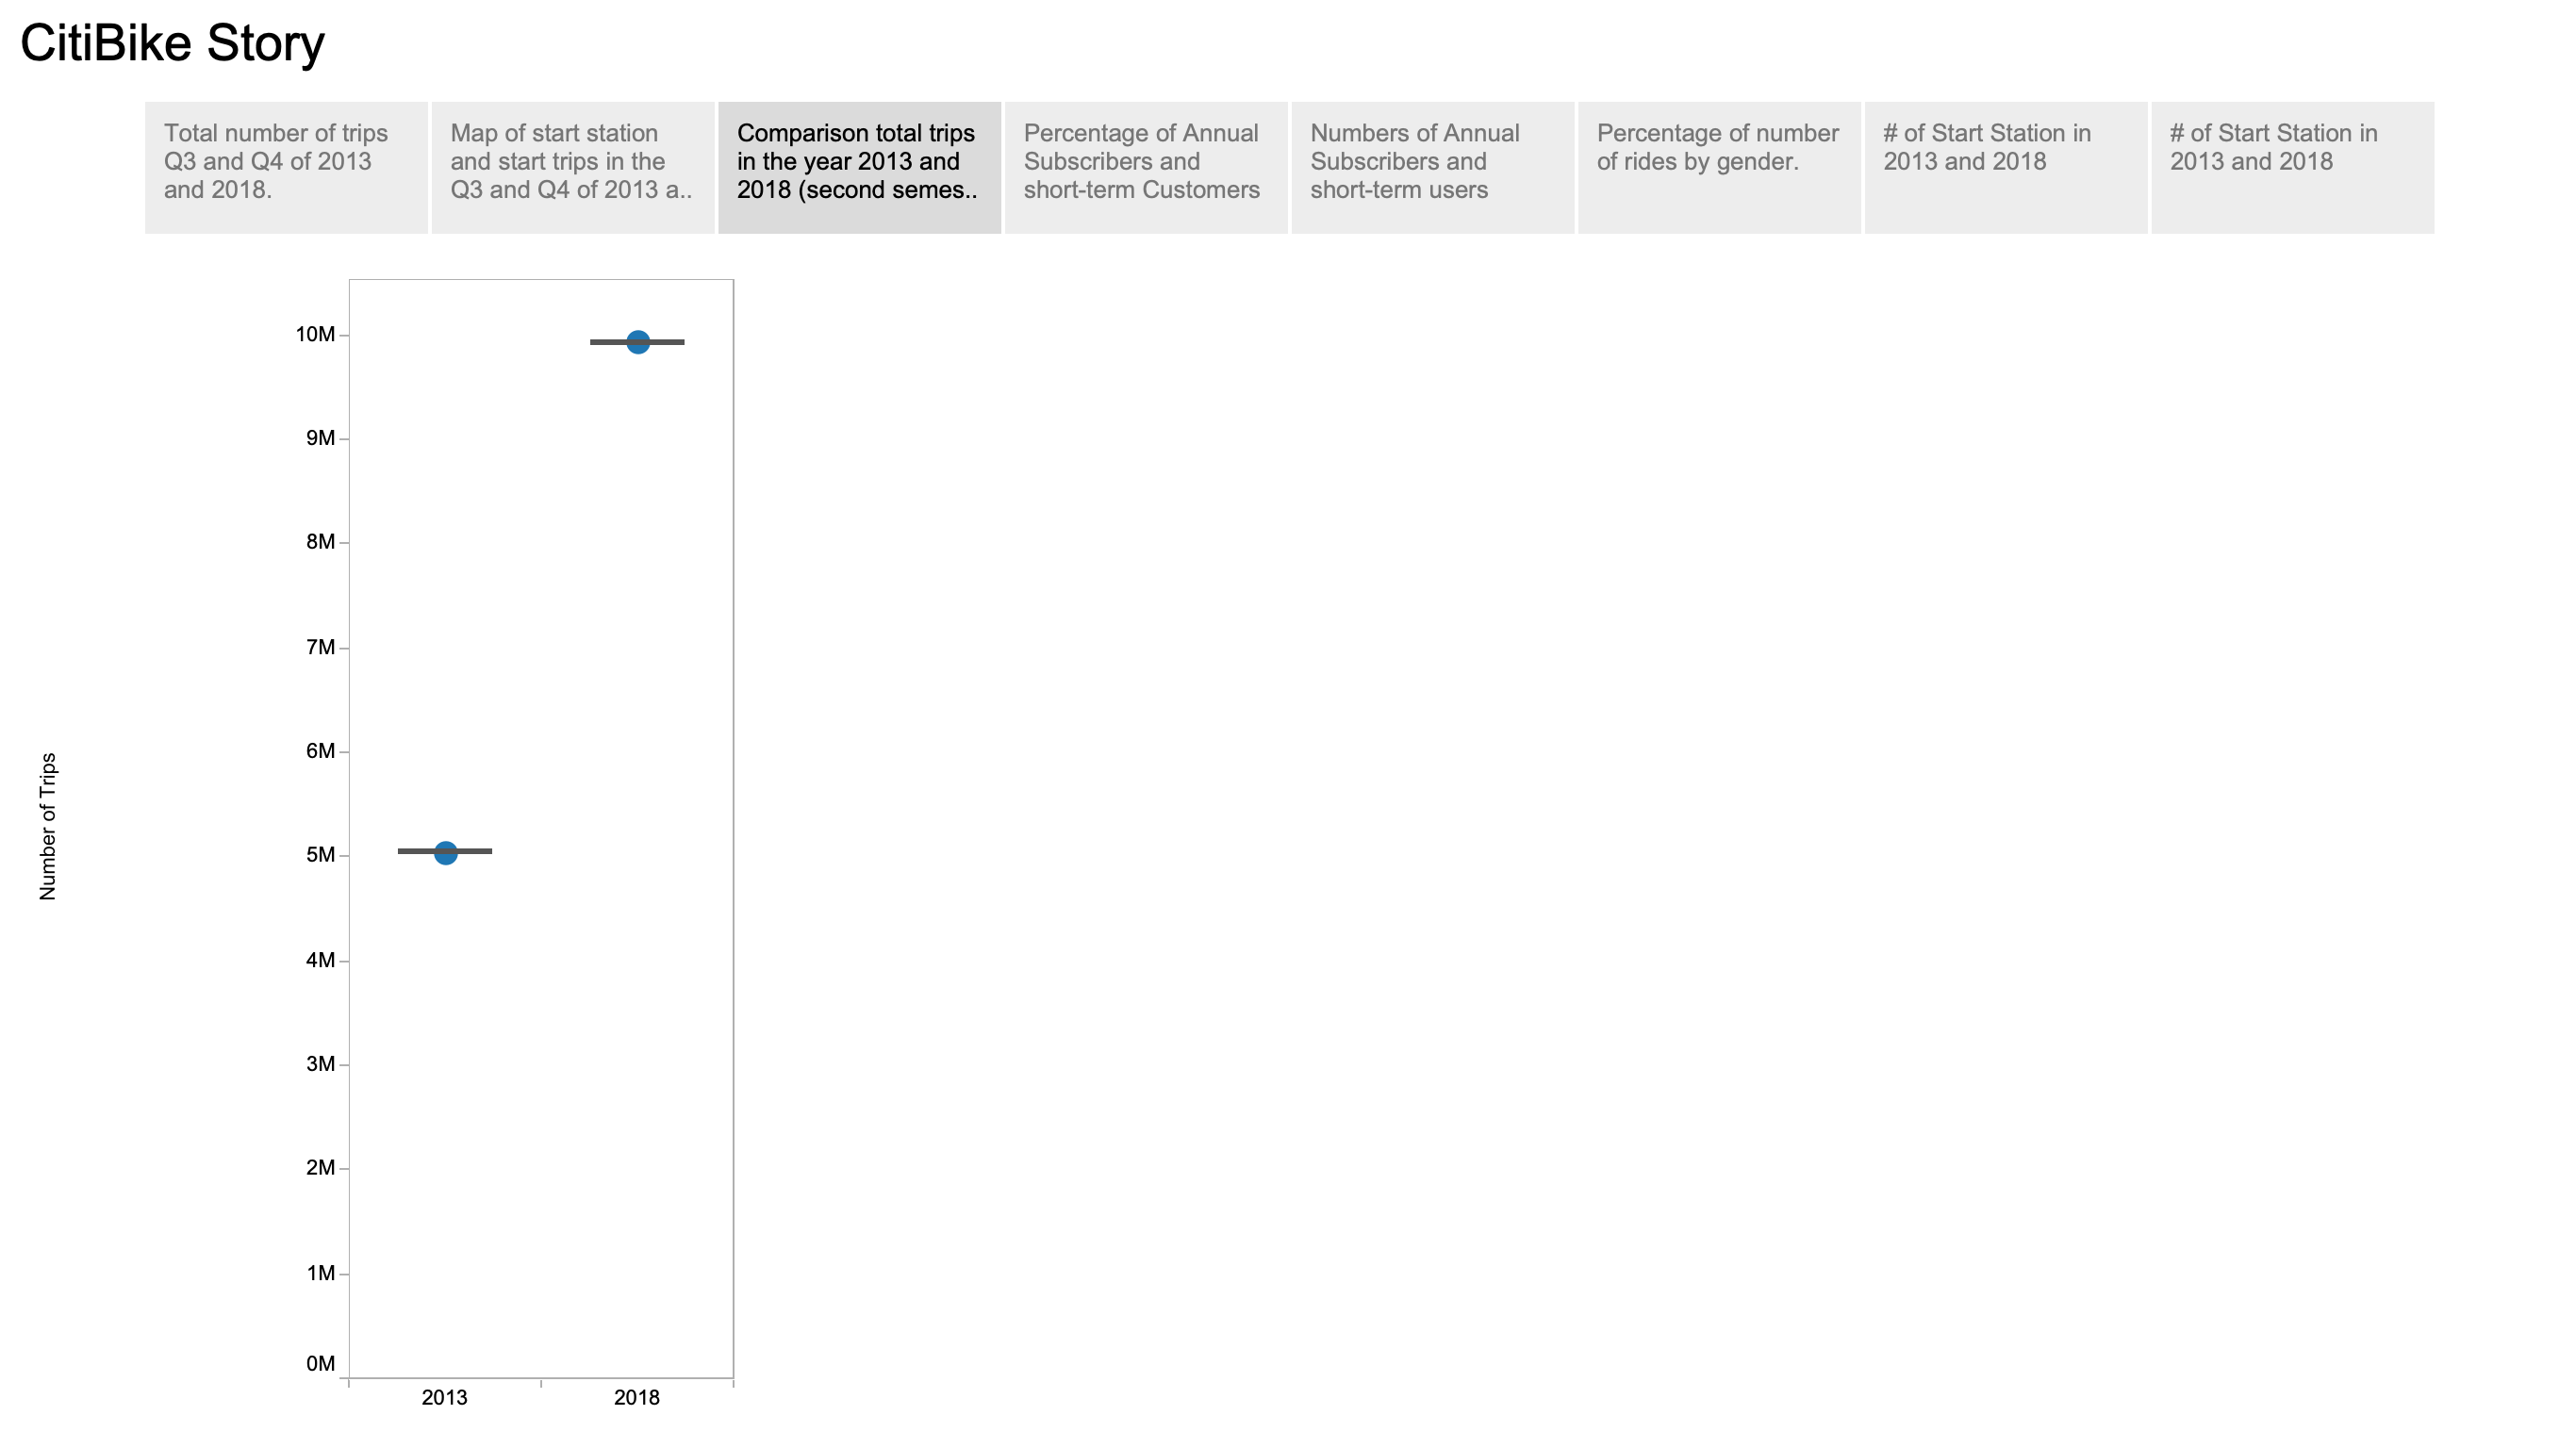 CitiBike Story
Total number of trips
Q3 and Q4 of 2013
and 2018.
Map of start station
and start trips in the
Q3 and Q4 of 2013 a..
Comparison total trips
in the year 2013 and
2018 (second semes..
Percentage of Annual
Subscribers and
short-term Customers
Numbers of Annual
Subscribers and
short-term users
Percentage of number
of rides by gender.
# of Start Station in
2013 and 2018
# of Start Station in
2013 and 2018
Number of Trips
10M
9M
8M
7M
6M
5M
4M
3M
2M
1M
0M
2013
2018